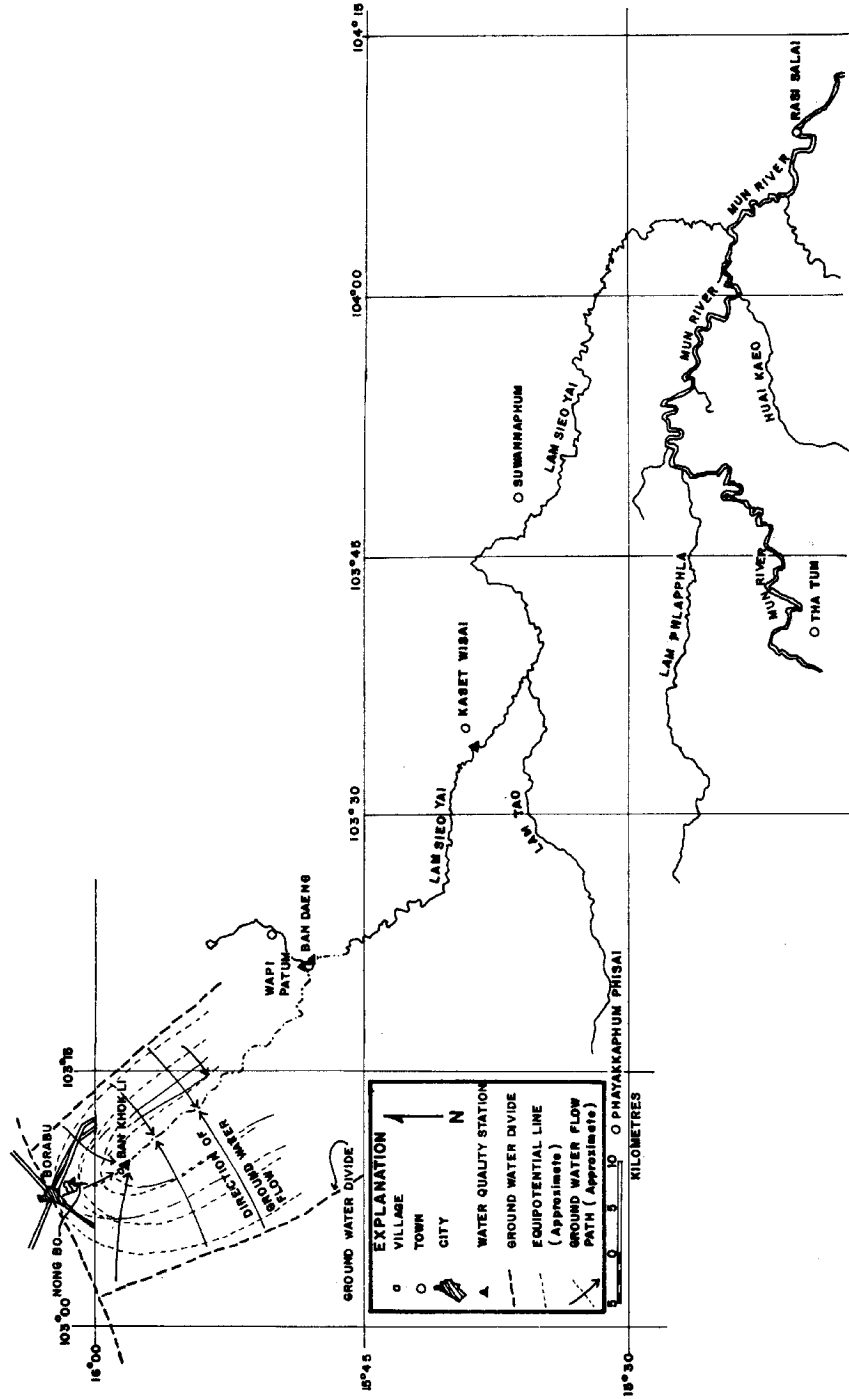 103° 00'
103° 15
103° 30
103° 45
104° 00
104° 15
16° 00
15° 45
15° 30
NONG BO
BORABU
BAN KHOK LI
DIRECTION OF
GROUND WATER
FLOW
GROUND WATER DIVIDE
WAPI
PATUM
BAN DAENG
LAM SIEO YAI
KASET WISAI
LAM TAO
SUWANNAPHUM
LAM SIEO YAI
PHAYAKKAPHUM PHISAI
LAM PHLAPPHLA
MUN RIVER
THA TUM
MUN RIVER
HUAI KAEO
MUN RIVER
RASI SALAI
EXPLANATION
VILLAGE
TOWN
CITY
WATER QUALITY STATION
GROUND WATER DIVIDE
EQUIPOTENTIAL LINE
(Approximate)
GROUND WATER FLOW
PATH (Approximate)
N
5 0 5 10
KILOMETRES